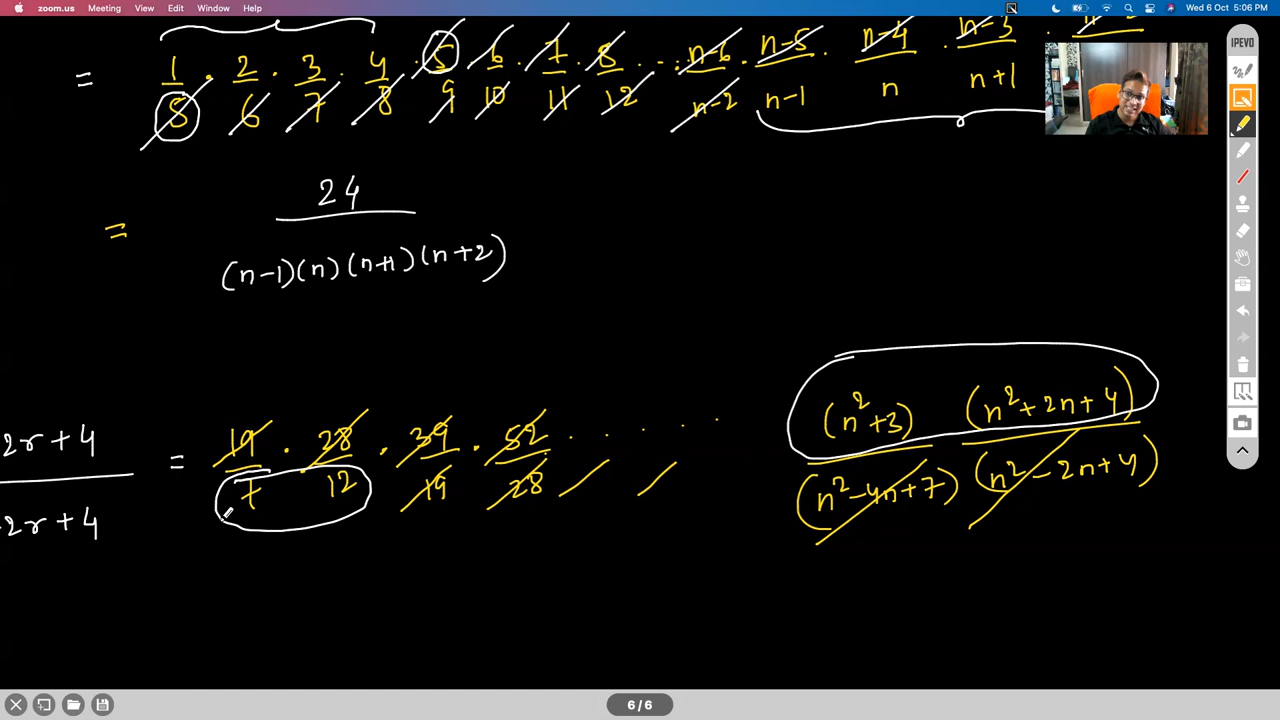 zoom.us Meeting View Edit Window Help Wed 6 Oct 5:06 PM
= 1/5 · 2/6 · 3/7 · 4/8 · 5/9 · 6/10 · 7/11 · 8/12 ... n-6/n-2 · n-5/n-1 · n-4/n · n-3/n+1 ·
IPEVO
= 24/(n-1)(n)(n+1)(n+2)
2r+4/2r+4 = 19/7 · 28/12 · 39/19 · 52/28 . . . . . . (n²+3)/(n²-4n+7) (n²+2n+4)/(n²-2n+4)
6/6